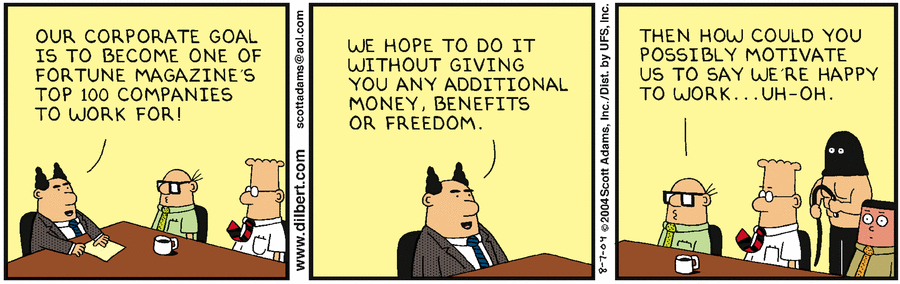 OUR CORPORATE GOAL
IS TO BECOME ONE OF
FORTUNE MAGAZINE'S
TOP 100 COMPANIES
TO WORK FOR!
www.dilbert.com scottadams@aol.com
WE HOPE TO DO IT
WITHOUT GIVING
YOU ANY ADDITIONAL
MONEY, BENEFITS
OR FREEDOM.
8-7-04 ©2004 Scott Adams, Inc./Dist. by UFS, Inc.
THEN HOW COULD YOU
POSSIBLY MOTIVATE
US TO SAY WE'RE HAPPY
TO WORK...UH-OH.